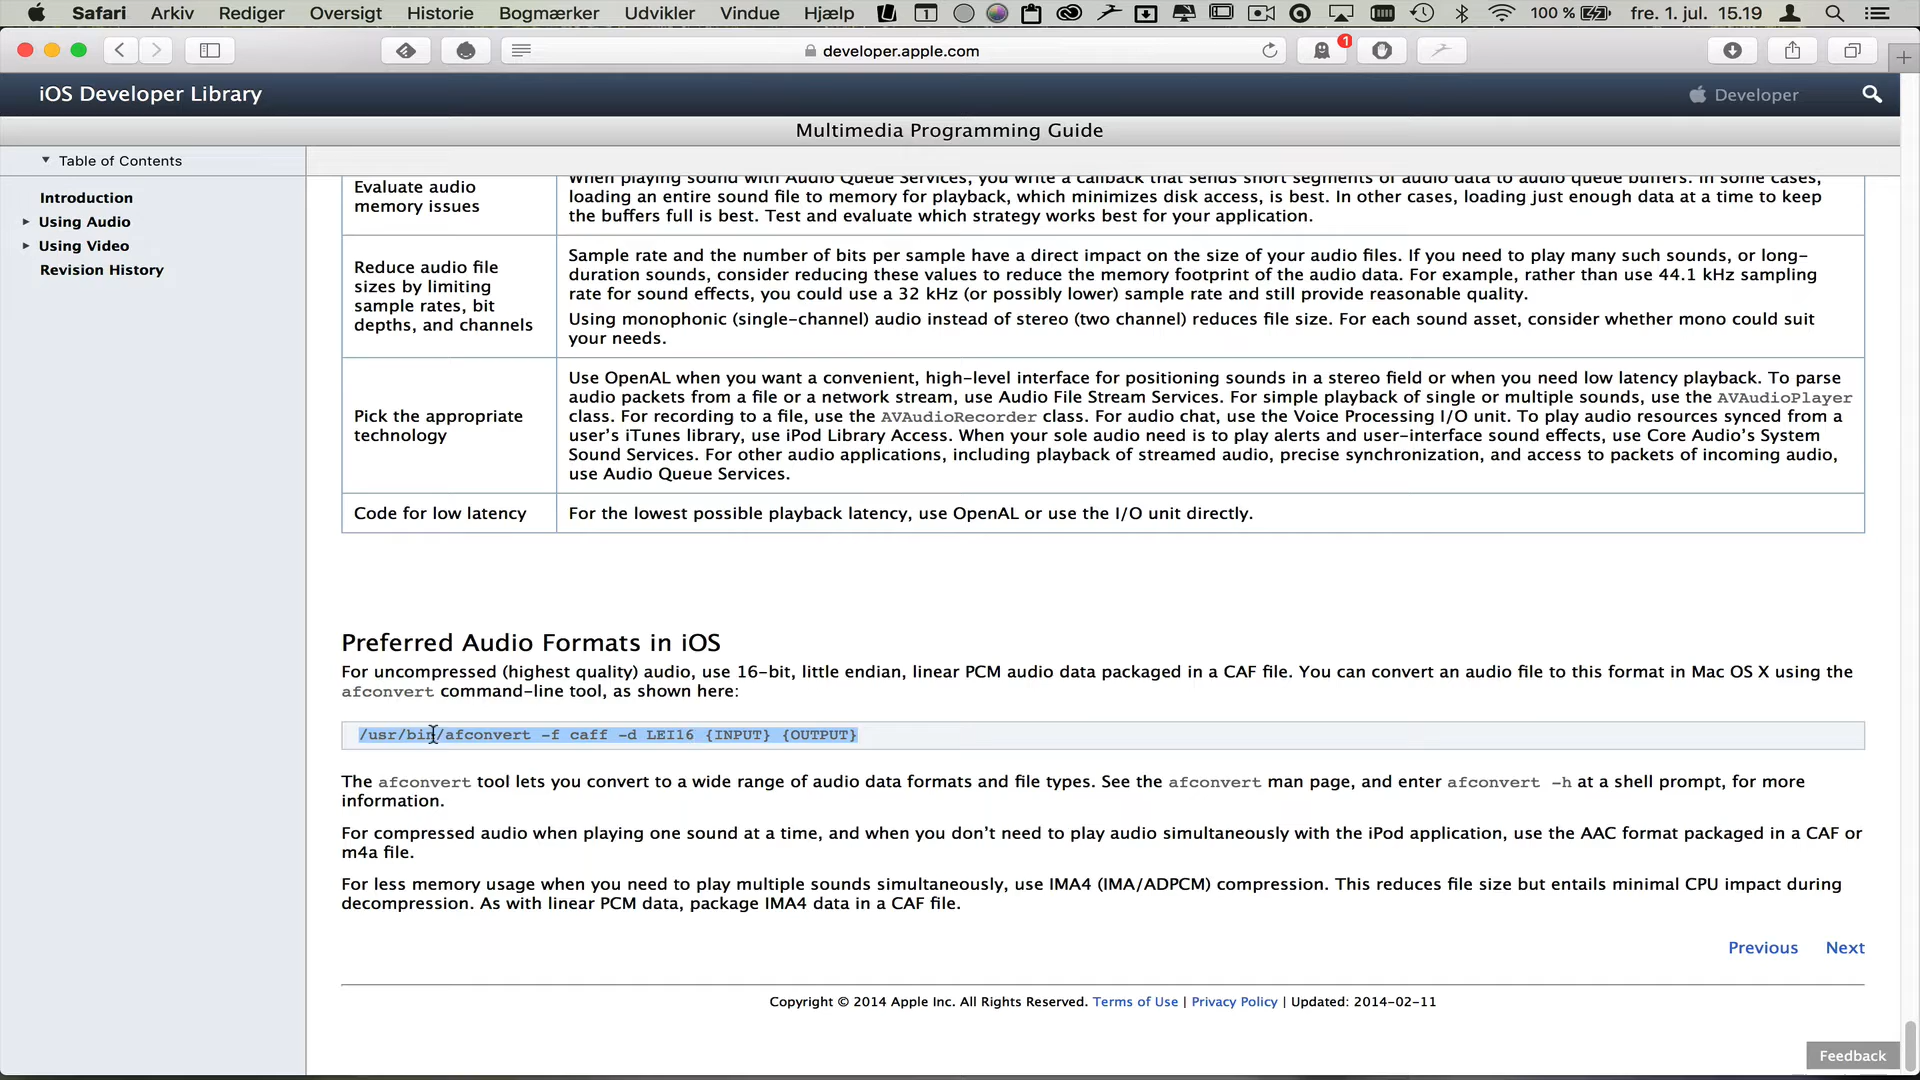 Safari Arkiv Rediger Oversigt Historie Bogmærker Udvikler Vindue Hjælp 1 100 % fre. 1. jul. 15.19
developer.apple.com 1
iOS Developer Library Developer
Multimedia Programming Guide
Table of Contents
Introduction
Using Audio
Using Video
Revision History
Evaluate audio
memory issues
When playing sound with Audio Queue Services, you write a callback that sends short segments of audio data to audio queue buffers. In some cases,
loading an entire sound file to memory for playback, which minimizes disk access, is best. In other cases, loading just enough data at a time to keep
the buffers full is best. Test and evaluate which strategy works best for your application.
Reduce audio file
sizes by limiting
sample rates, bit
depths, and channels
Sample rate and the number of bits per sample have a direct impact on the size of your audio files. If you need to play many such sounds, or long-
duration sounds, consider reducing these values to reduce the memory footprint of the audio data. For example, rather than use 44.1 kHz sampling
rate for sound effects, you could use a 32 kHz (or possibly lower) sample rate and still provide reasonable quality.
Using monophonic (single-channel) audio instead of stereo (two channel) reduces file size. For each sound asset, consider whether mono could suit
your needs.
Pick the appropriate
technology
Use OpenAL when you want a convenient, high-level interface for positioning sounds in a stereo field or when you need low latency playback. To parse
audio packets from a file or a network stream, use Audio File Stream Services. For simple playback of single or multiple sounds, use the AVAudioPlayer
class. For recording to a file, use the AVAudioRecorder class. For audio chat, use the Voice Processing I/O unit. To play audio resources synced from a
user's iTunes library, use iPod Library Access. When your sole audio need is to play alerts and user-interface sound effects, use Core Audio's System
Sound Services. For other audio applications, including playback of streamed audio, precise synchronization, and access to packets of incoming audio,
use Audio Queue Services.
Code for low latency
For the lowest possible playback latency, use OpenAL or use the I/O unit directly.
Preferred Audio Formats in iOS
For uncompressed (highest quality) audio, use 16-bit, little endian, linear PCM audio data packaged in a CAF file. You can convert an audio file to this format in Mac OS X using the
afconvert command-line tool, as shown here:
/usr/bin/afconvert -f caff -d LEI16 {INPUT} {OUTPUT}
The afconvert tool lets you convert to a wide range of audio data formats and file types. See the afconvert man page, and enter afconvert -h at a shell prompt, for more
information.
For compressed audio when playing one sound at a time, and when you don't need to play audio simultaneously with the iPod application, use the AAC format packaged in a CAF or
m4a file.
For less memory usage when you need to play multiple sounds simultaneously, use IMA4 (IMA/ADPCM) compression. This reduces file size but entails minimal CPU impact during
decompression. As with linear PCM data, package IMA4 data in a CAF file.
Previous Next
Copyright © 2014 Apple Inc. All Rights Reserved. Terms of Use | Privacy Policy | Updated: 2014-02-11
Feedback